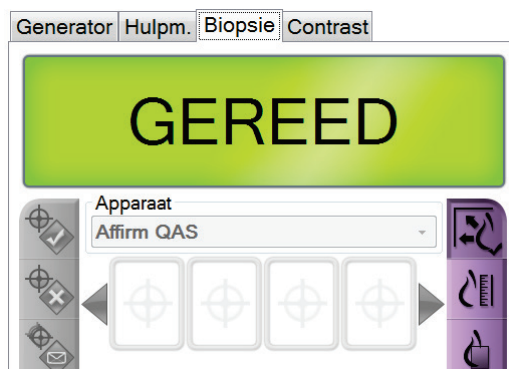 Generator Hulpm. Biopsie Contrast
GEREED
Apparaat
Affirm QAS